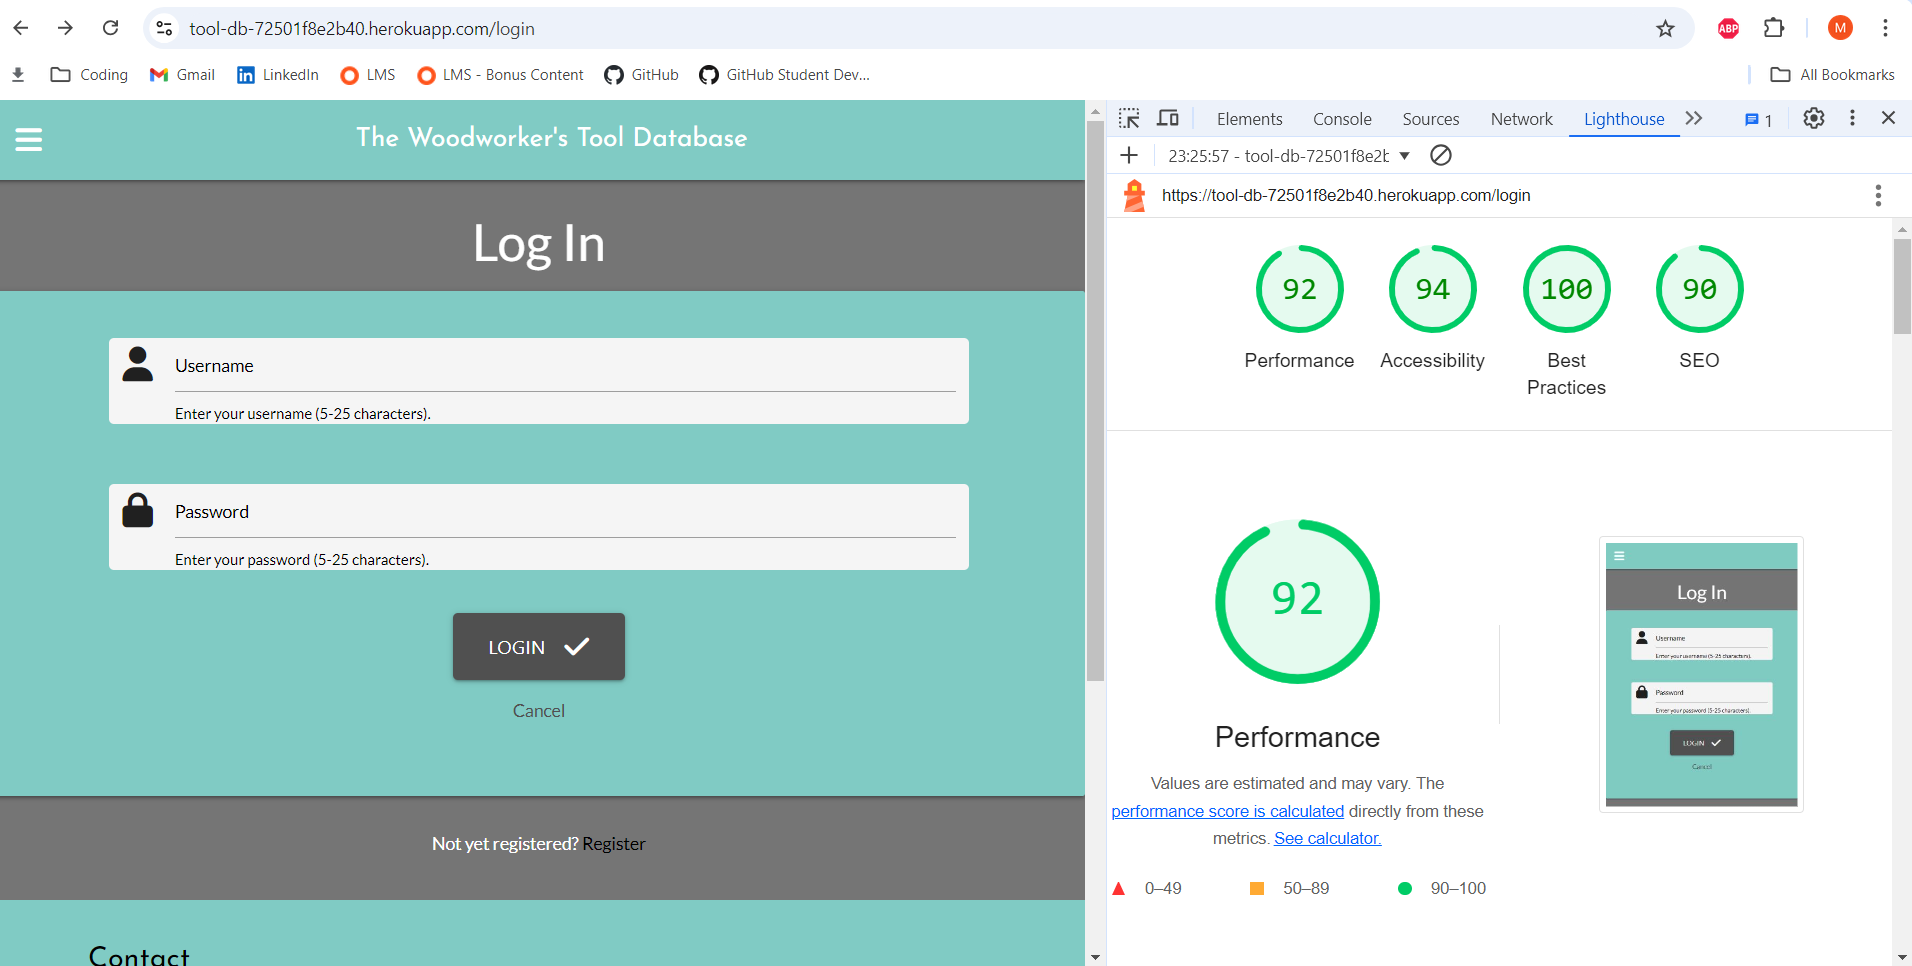 tool-db-72501f8e2b40.herokuapp.com/login
ABP
M
Coding
Gmail
LinkedIn
LMS
LMS - Bonus Content
GitHub
GitHub Student Dev...
All Bookmarks
The Woodworker's Tool Database
Log In
Username
Enter your username (5-25 characters).
Password
Enter your password (5-25 characters).
LOGIN
Cancel
Not yet registered? Register
Contact
Elements
Console
Sources
Network
Lighthouse
1
23:25:57 - tool-db-72501f8e2b
https://tool-db-72501f8e2b40.herokuapp.com/login
92
94
100
90
Performance
Accessibility
Best
Practices
SEO
92
Performance
Values are estimated and may vary. The
performance score is calculated directly from these
metrics. See calculator.
0–49
50–89
90–100
Log In
Username
Enter your username (5-25 characters).
Password
Enter your password (5-25 characters).
LOGIN
Cancel